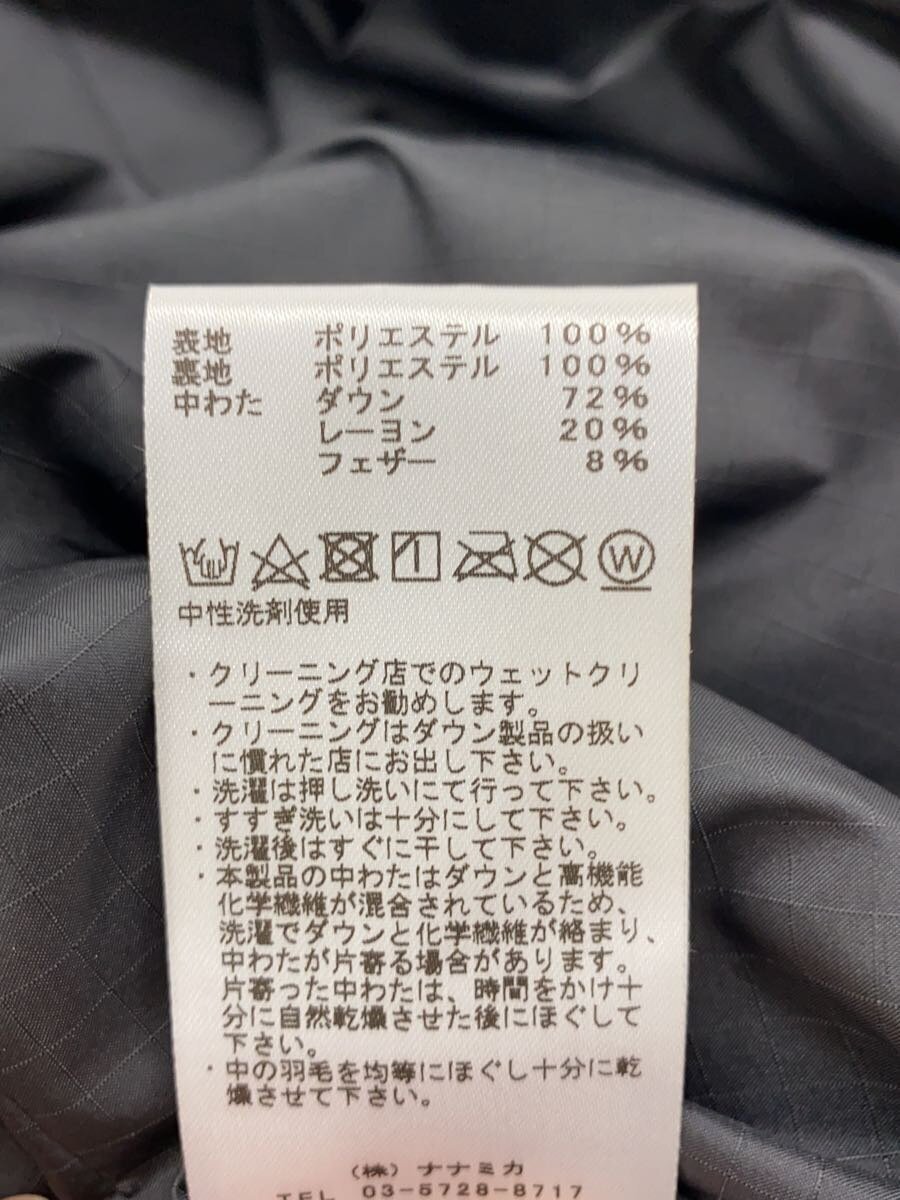 表地 ポリエステル 100%
裏地 ポリエステル 100%
中わた ダウン 72%
レーヨン 20%
フェザー 8%
W
中性洗剤使用
・クリーニング店でのウェットクリ
ーニングをお勧めします。
・クリーニングはダウン製品の扱い
に慣れた店にお出し下さい。
・洗濯は押し洗いにて行って下さい。
・すすぎ洗いは十分にして下さい。
・洗濯後はすぐに干して下さい。
・本製品の中わたはダウンと高機能
化学繊維が混合されているため、
洗濯でダウンと化学繊維が絡まり、
中わたが片寄る場合があります。
片寄った中わたは、時間をかけ十
分に自然乾燥させた後にほぐして
下さい。
・中の羽毛を均等にほぐし十分に乾
燥させて下さい。
(株) ナナミカ
TEL 03-5728-8717